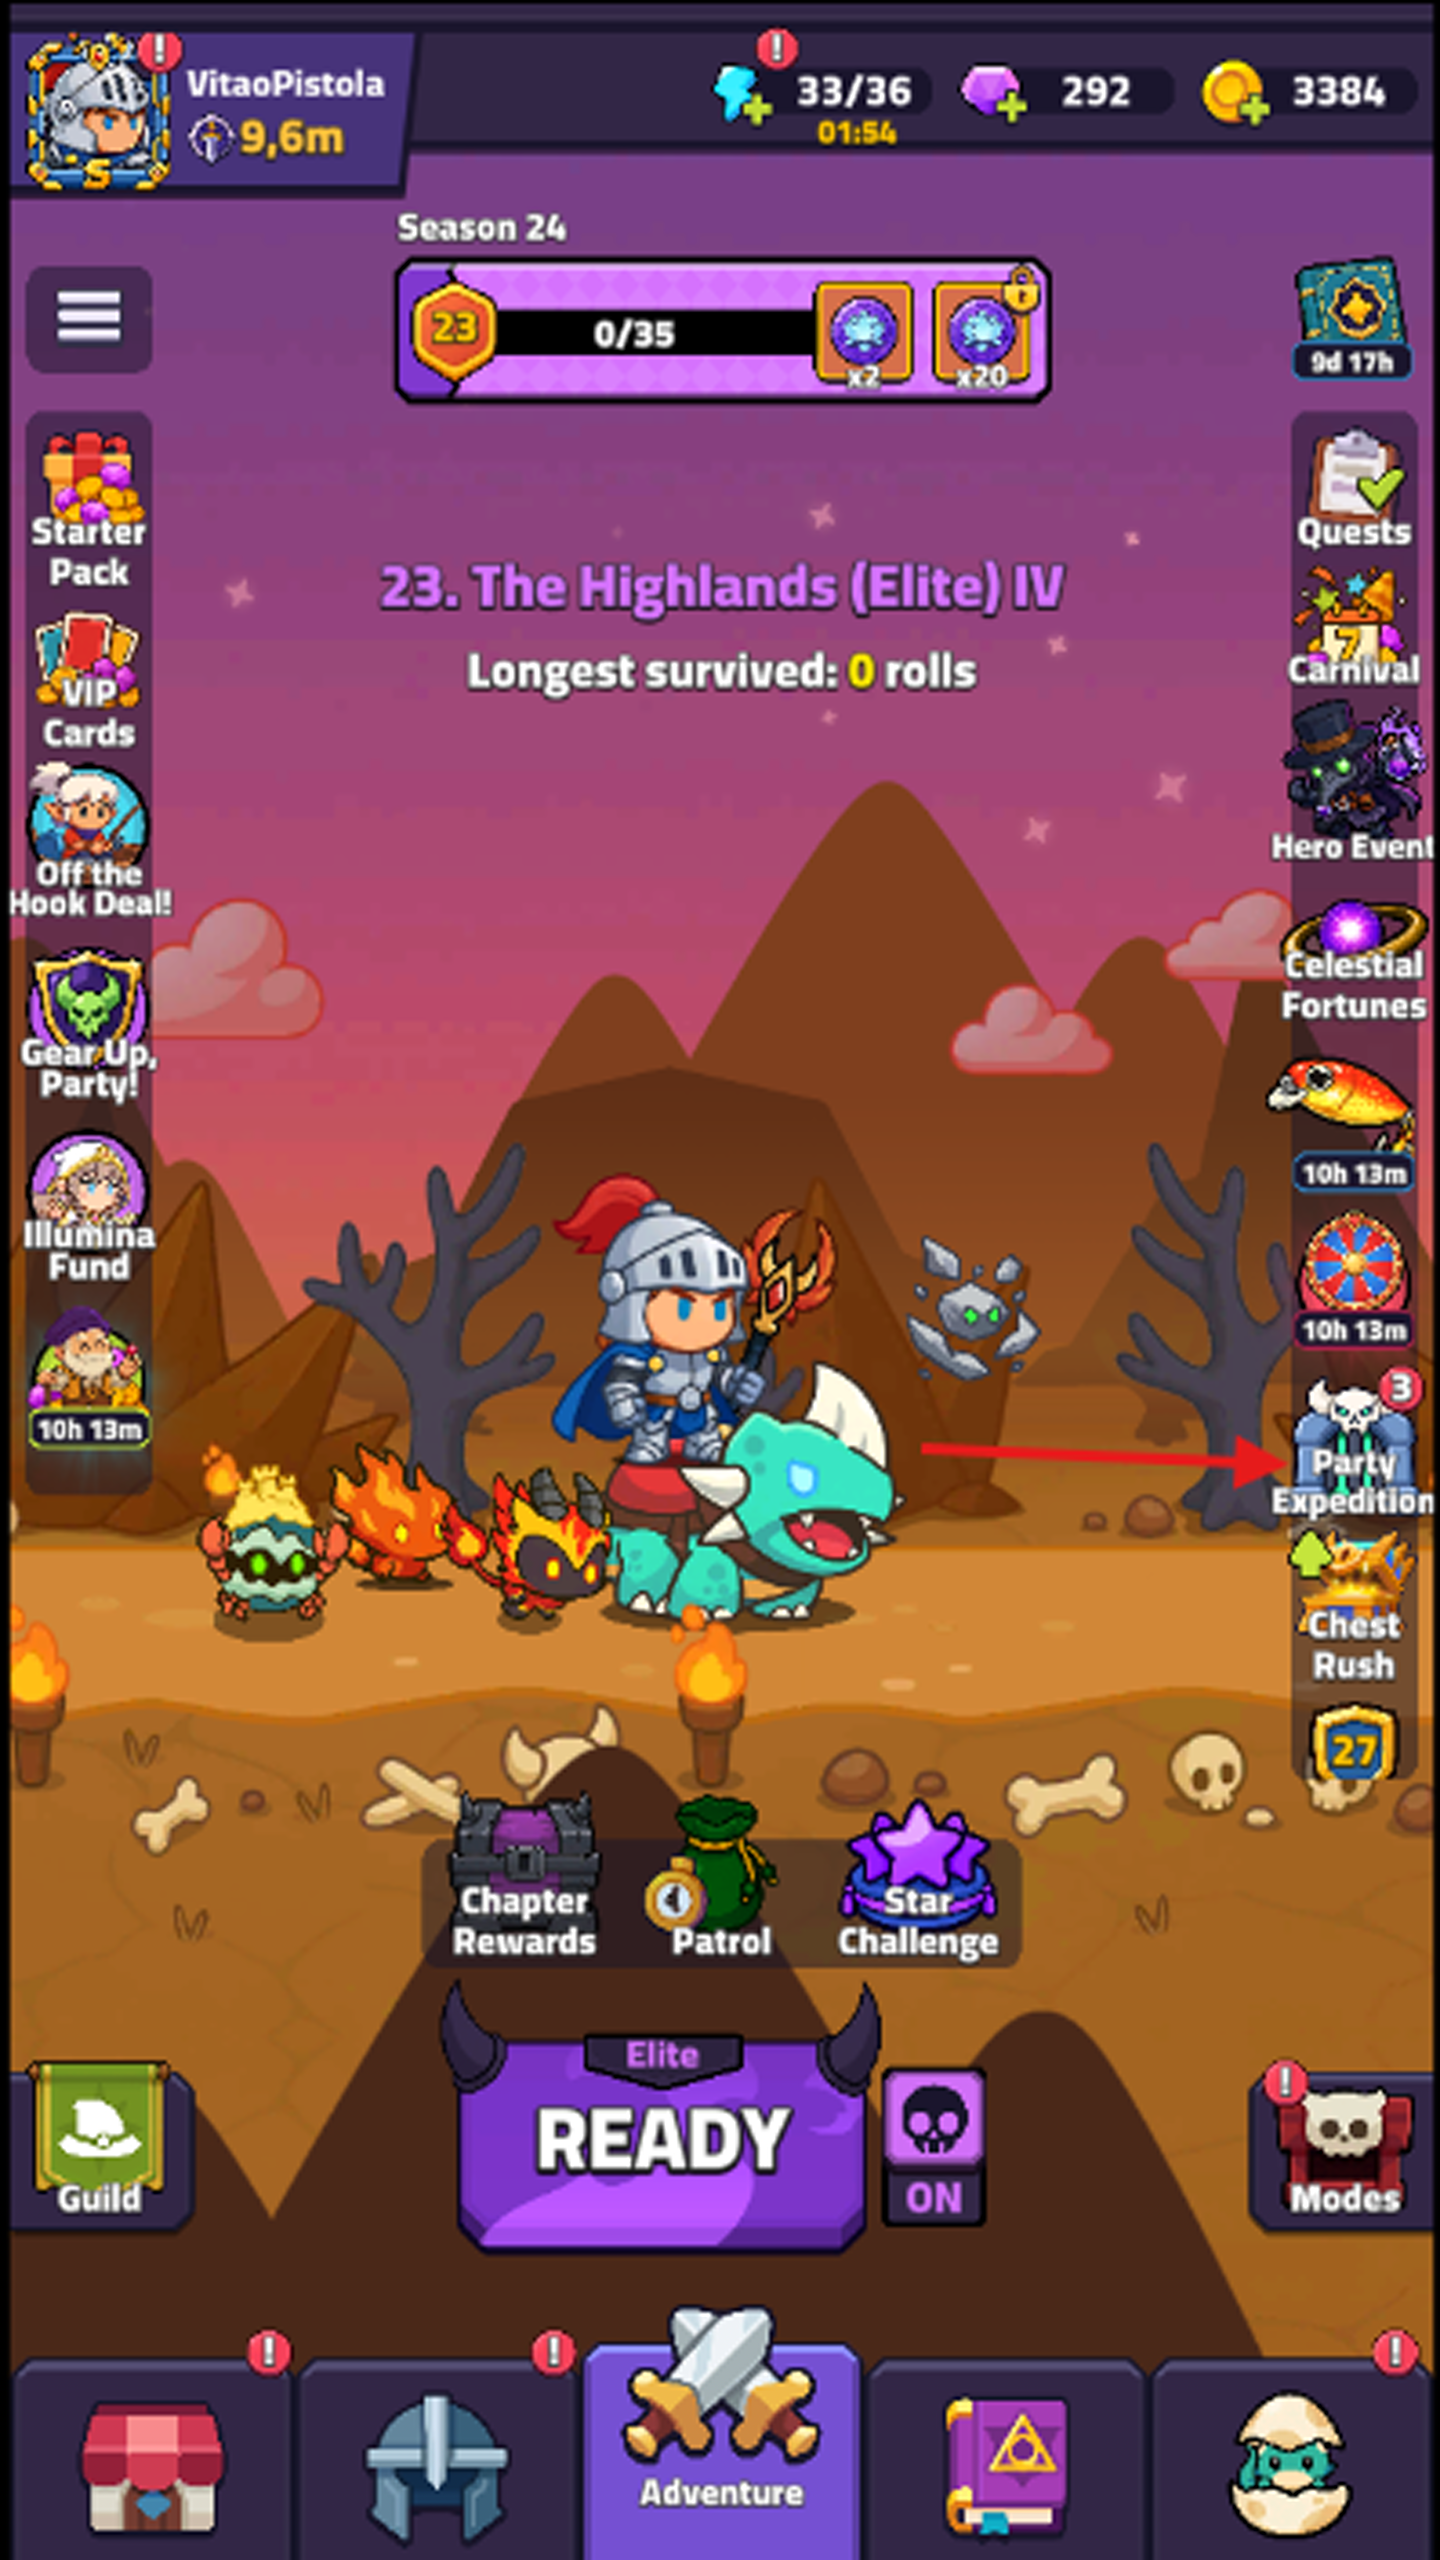 VitaoPistola
9,6m
33/36
01:54
292
3384
Season 24
23
0/35
x2
x20
9d 17h
Starter
Pack
VIP
Cards
Off the
Hook Deal!
Gear Up,
Party!
Illumina
Fund
10h 13m
23. The Highlands (Elite) IV
Longest survived: 0 rolls
Quests
7
Carnival
Hero Event
Celestial
Fortunes
10h 13m
10h 13m
3
Party
Expedition
Chest
Rush
27
Chapter
Rewards
Patrol
Star
Challenge
Elite
READY
ON
Guild
Modes
Adventure